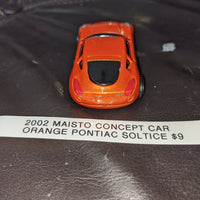 2002 MAISTO CONCEPT CAR
ORANGE PONTIAC SOLTICE $9